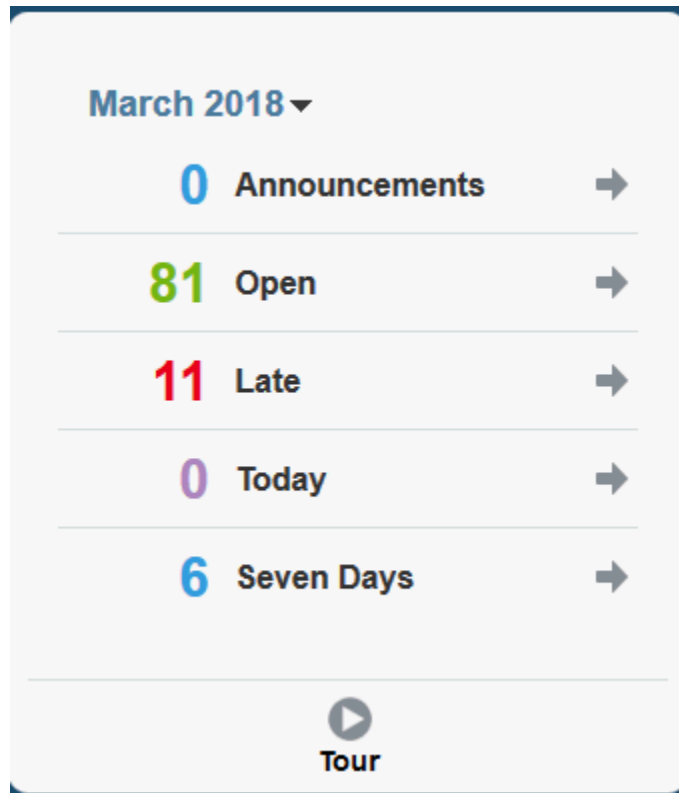 March 2018
0 Announcements
81 Open
11 Late
0 Today
6 Seven Days
Tour